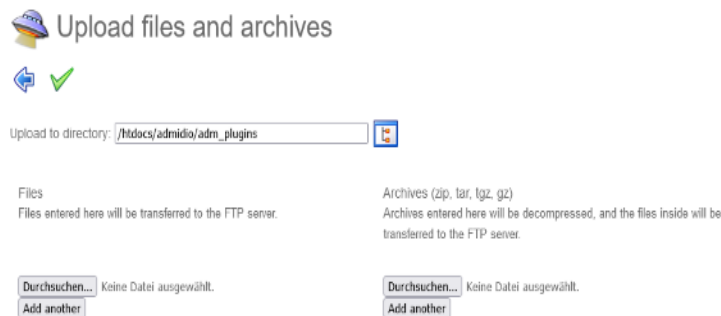 Upload files and archives
Upload to directory: /htdocs/admidio/adm_plugins
Files
Files entered here will be transferred to the FTP server.
Durchsuchen... Keine Datei ausgewählt.
Add another
Archives (zip, tar, tgz, gz)
Archives entered here will be decompressed, and the files inside will be
transferred to the FTP server.
Durchsuchen... Keine Datei ausgewählt.
Add another